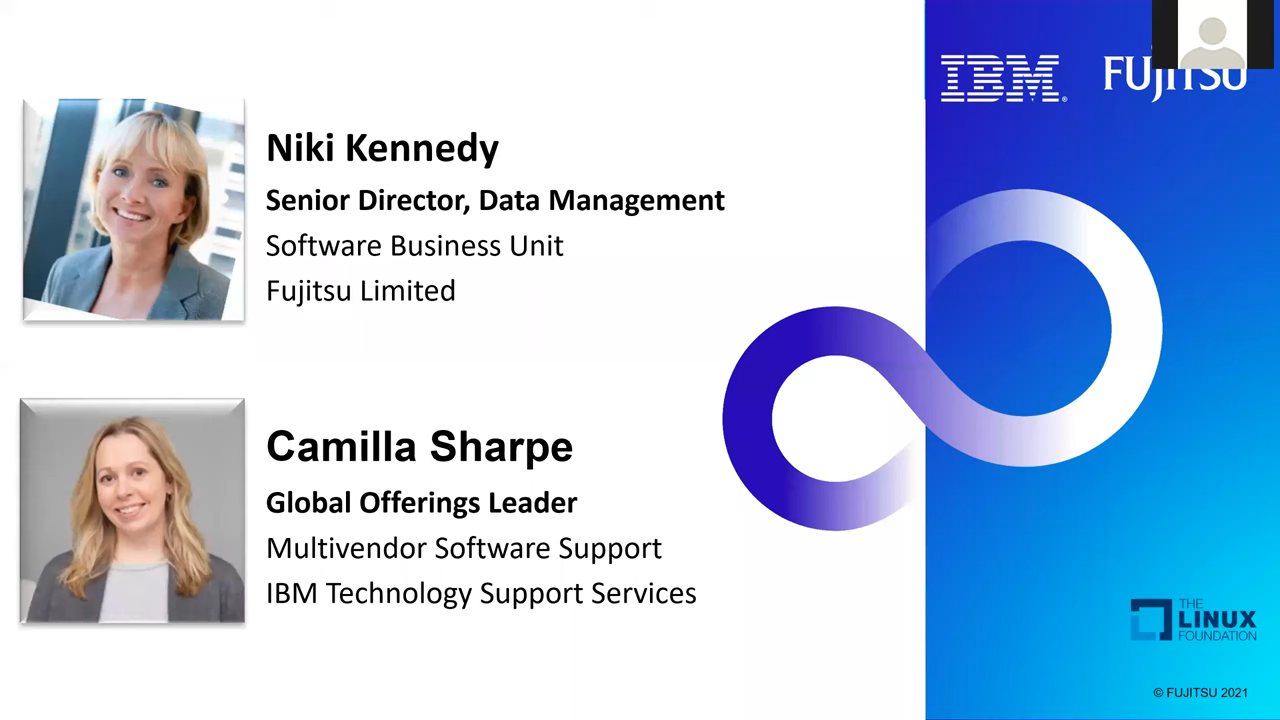 Niki Kennedy
Senior Director, Data Management
Software Business Unit
Fujitsu Limited
Camilla Sharpe
Global Offerings Leader
Multivendor Software Support
IBM Technology Support Services
IBM®
FUJITSU
THE
LINUX
FOUNDATION
© FUJITSU 2021